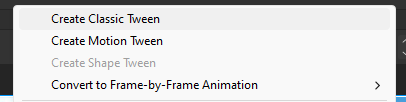 Create Classic Tween
Create Motion Tween
Create Shape Tween
Convert to Frame-by-Frame Animation